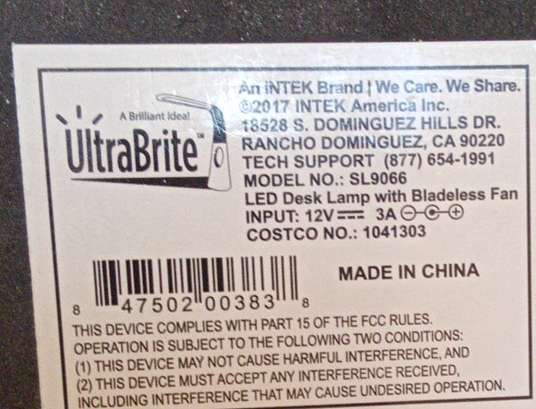 An INTEK Brand | We Care. We Share.
©2017 INTEK America Inc.
18528 S. DOMINGUEZ HILLS DR.
RANCHO DOMINGUEZ, CA 90220
TECH SUPPORT (877) 654-1991
MODEL NO.: SL9066
LED Desk Lamp with Bladeless Fan
INPUT: 12V 3A
COSTCO NO.: 1041303
A Brilliant Idea!
UltraBrite™
8 47502 00383 8
MADE IN CHINA
THIS DEVICE COMPLIES WITH PART 15 OF THE FCC RULES.
OPERATION IS SUBJECT TO THE FOLLOWING TWO CONDITIONS:
(1) THIS DEVICE MAY NOT CAUSE HARMFUL INTERFERENCE, AND
(2) THIS DEVICE MUST ACCEPT ANY INTERFERENCE RECEIVED,
INCLUDING INTERFERENCE THAT MAY CAUSE UNDESIRED OPERATION.